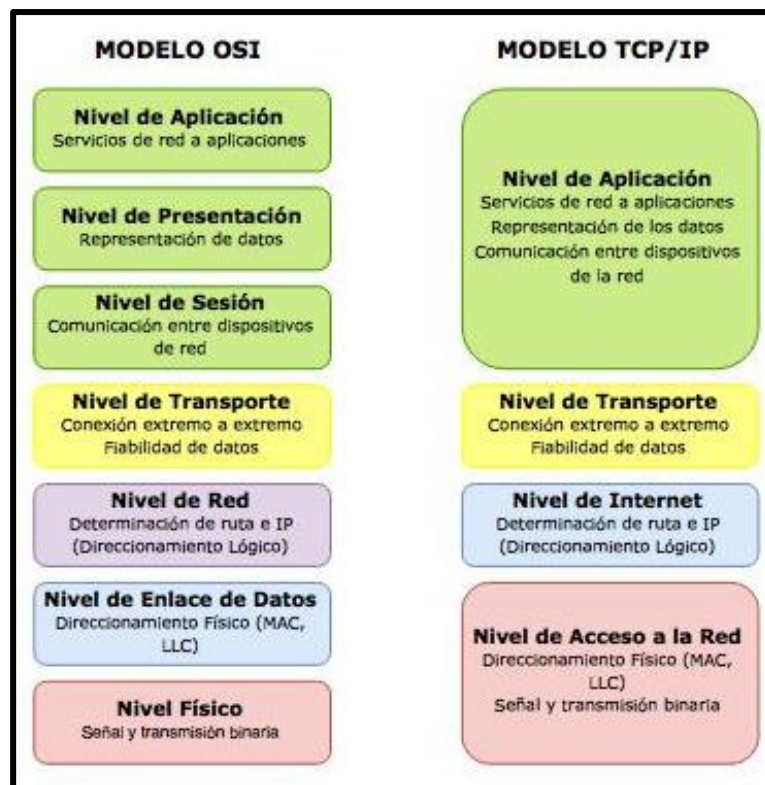 MODELO OSI
Nivel de Aplicación
Servicios de red a aplicaciones
Nivel de Presentación
Representación de datos
Nivel de Sesión
Comunicación entre dispositivos
de red
Nivel de Transporte
Conexión extremo a extremo
Fiabilidad de datos
Nivel de Red
Determinación de ruta e IP
(Direccionamiento Lógico)
Nivel de Enlace de Datos
Direccionamiento Físico (MAC,
LLC)
Nivel Físico
Señal y transmisión binaria
MODELO TCP/IP
Nivel de Aplicación
Servicios de red a aplicaciones
Representación de los datos
Comunicación entre dispositivos
de la red
Nivel de Transporte
Conexión extremo a extremo
Fiabilidad de datos
Nivel de Internet
Determinación de ruta e IP
(Direccionamiento Lógico)
Nivel de Acceso a la Red
Direccionamiento Físico (MAC,
LLC)
Señal y transmisión binaria